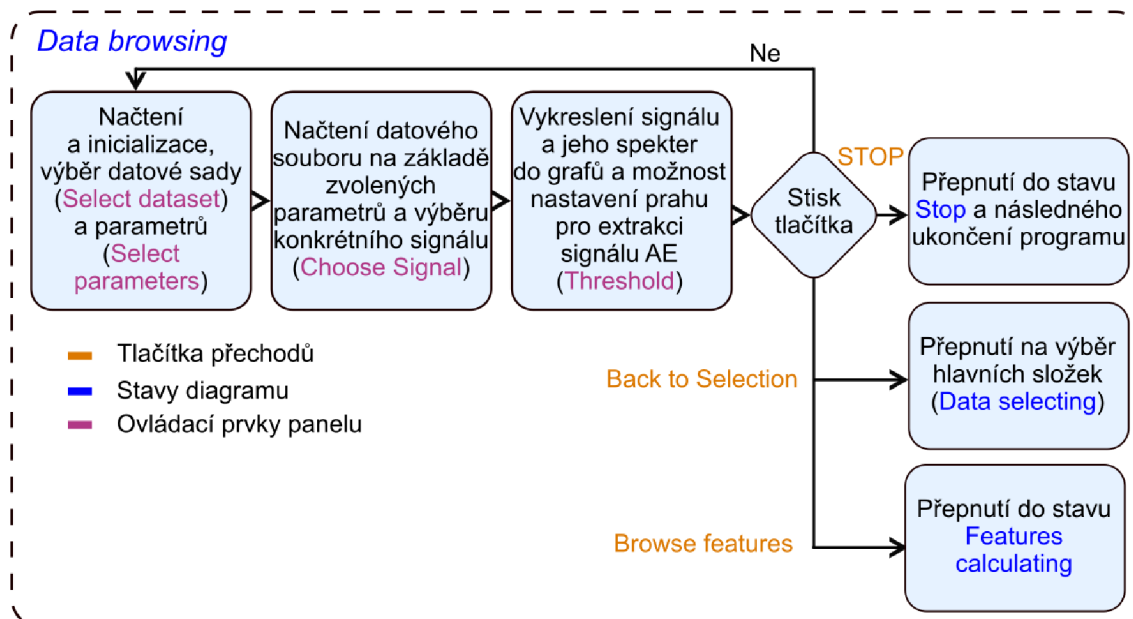 Data browsing
Ne
Načtení
a inicializace,
výběr datové sady
(Select dataset)
a parametrů
(Select
parameters)
Načtení datového
souboru na základě
zvolených
parametrů a výběru
konkrétního signálu
(Choose Signal)
Vykreslení signálu
a jeho spekter
do grafů a možnost
nastavení prahu
pro extrakci
signálu AE
(Threshold)
Stisk
tlačítka
STOP
Přepnutí do stavu
Stop a následného
ukončení programu
Back to Selection
Přepnutí na výběr
hlavních složek
(Data selecting)
Browse features
Přepnutí do stavu
Features
calculating
Tlačítka přechodů
Stavy diagramu
Ovládací prvky panelu